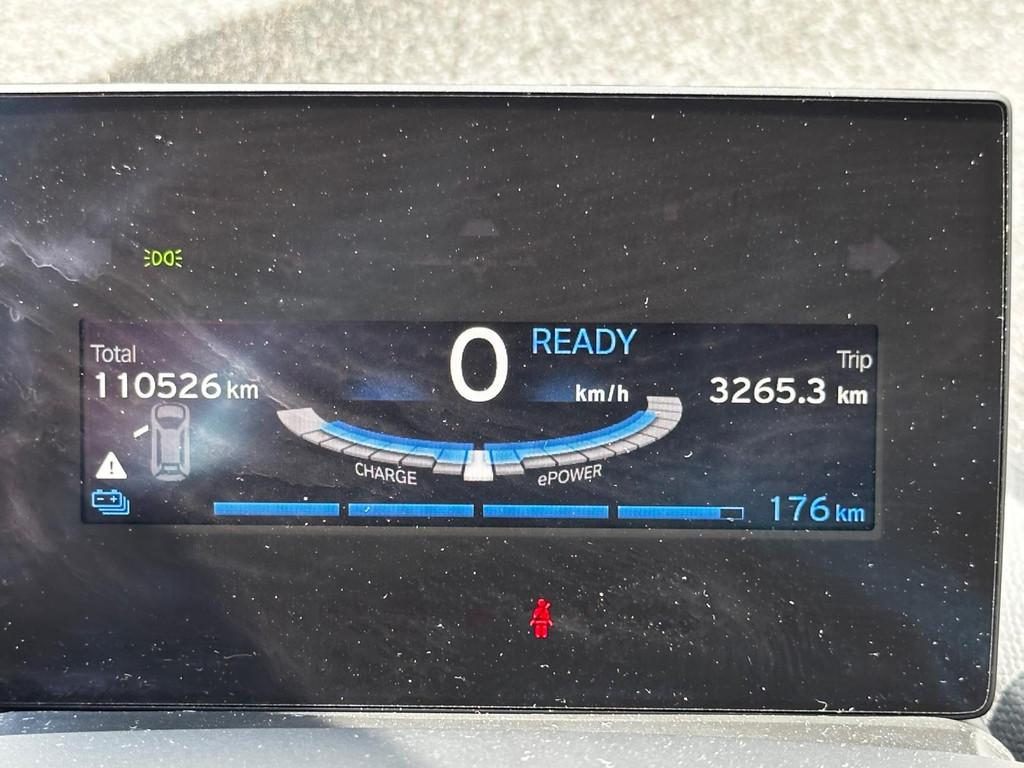 0 READY
km/h
Total
110526 km
Trip
3265.3 km
CHARGE
ePOWER
176 km